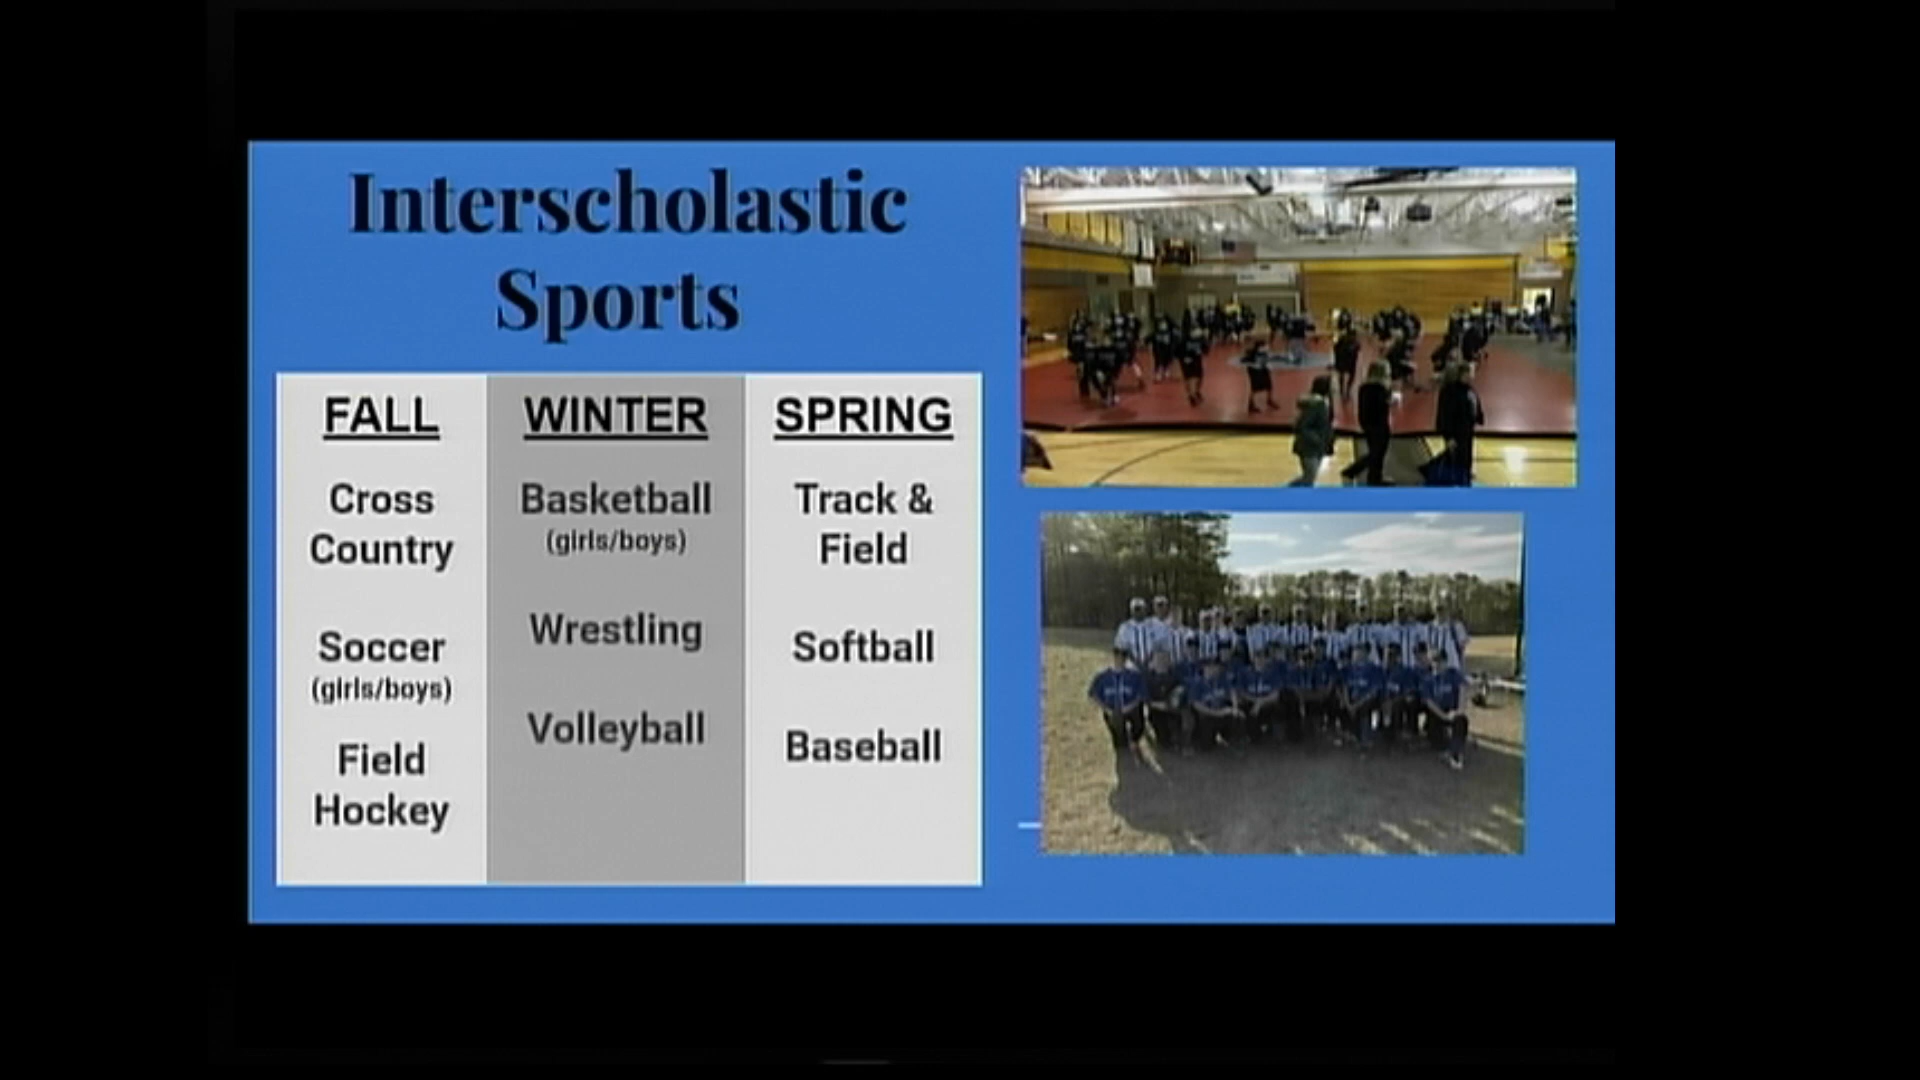 Interscholastic
Sports
FALL
Cross
Country
Soccer
(girls/boys)
Field
Hockey
WINTER
Basketball
(girls/boys)
Wrestling
Volleyball
SPRING
Track &
Field
Softball
Baseball